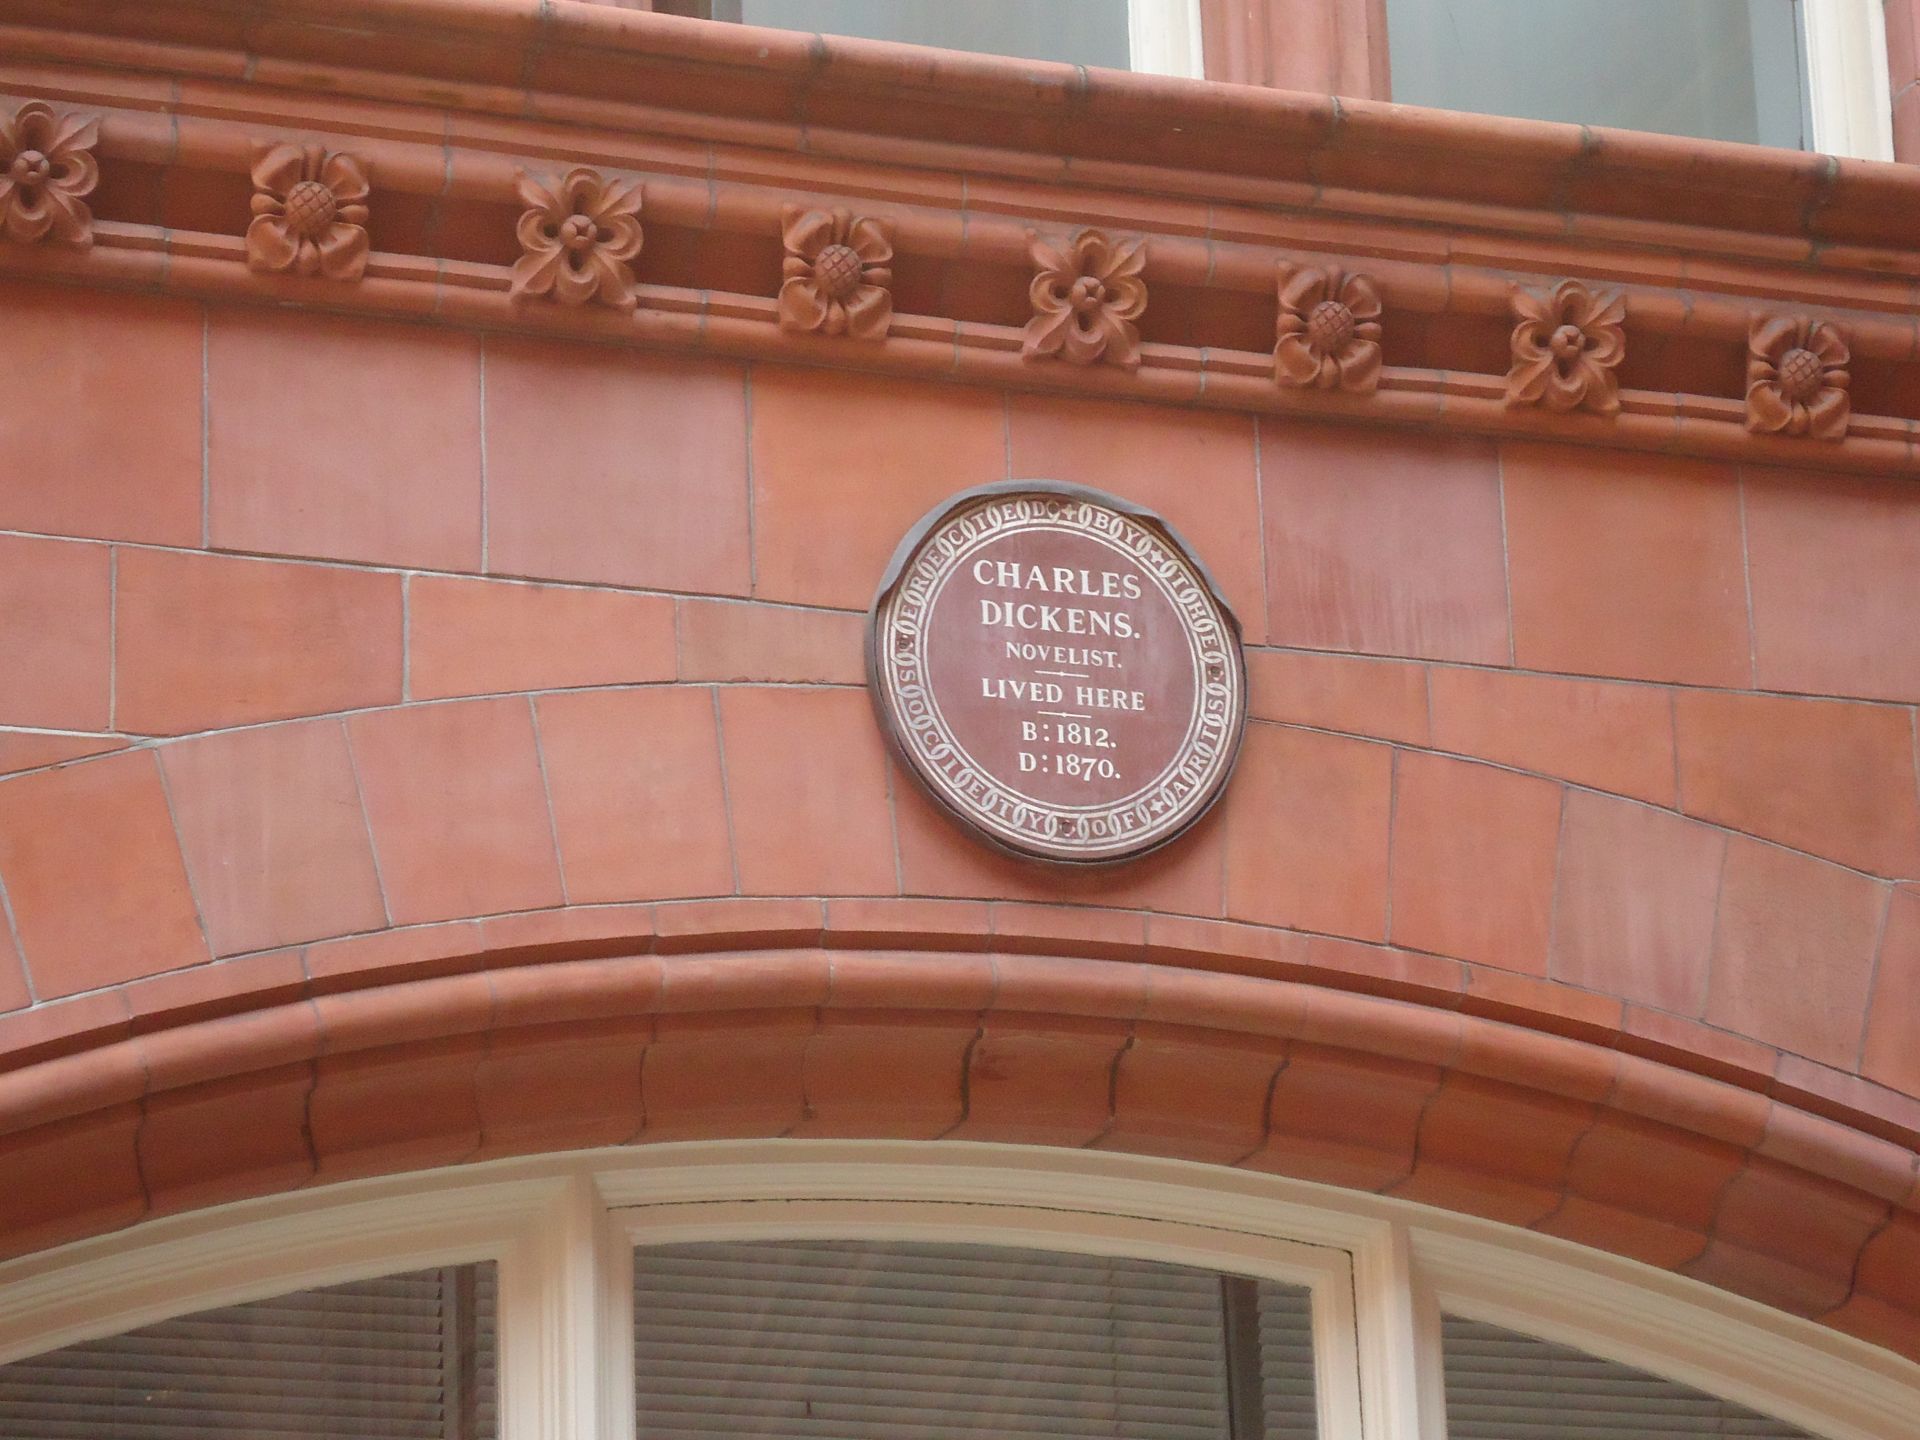 ERECTED BY THE
SOCIETY OF ARTS
CHARLES
DICKENS.
NOVELIST.
LIVED HERE
B: 1812.
D: 1870.